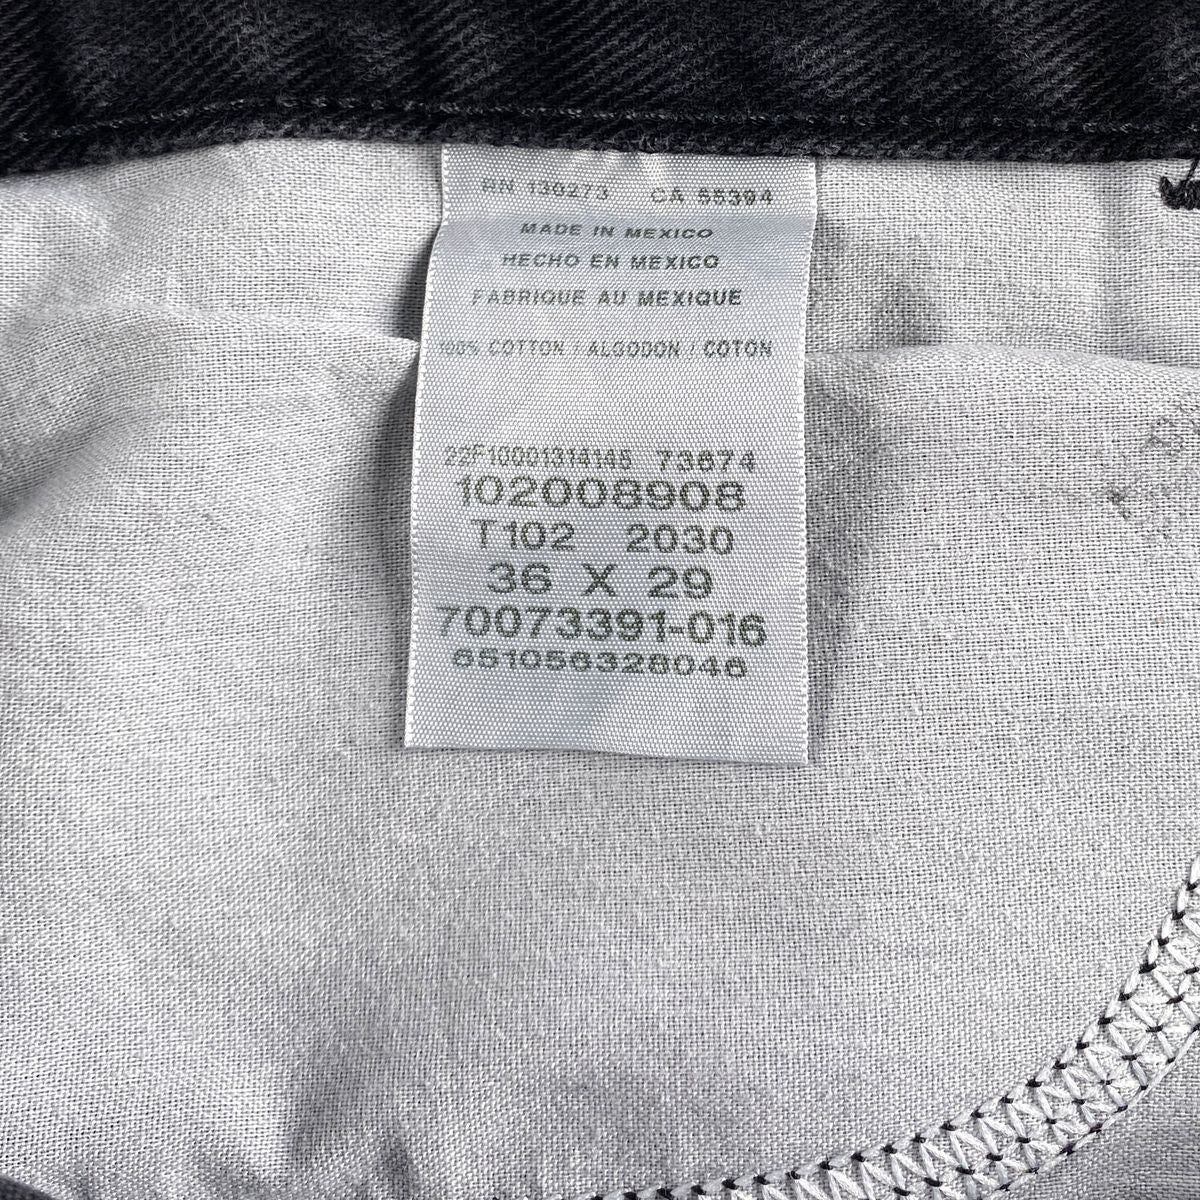 RN 130273 CA 55394
MADE IN MEXICO
HECHO EN MEXICO
FABRIQUE AU MEXIQUE
100% COTTON / ALGODON / COTON
22F10001314145 73674
102008908
T102 2030
36 X 29
70073391-016
651056328046